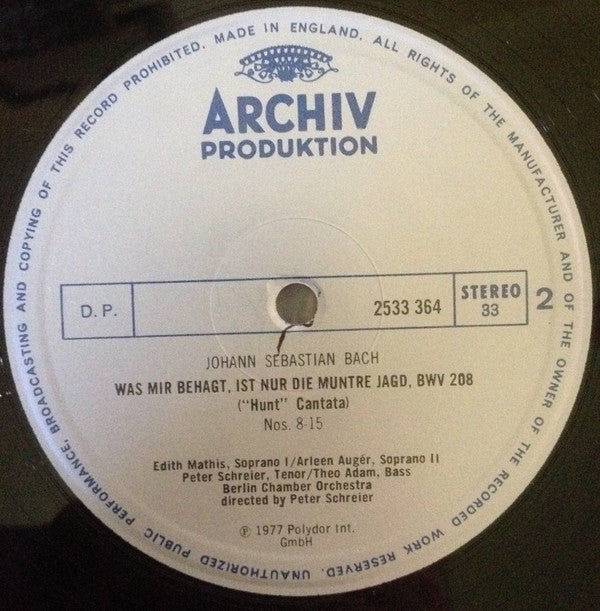 MADE IN ENGLAND, ALL RIGHTS OF THE MANUFACTURER AND OF THE OWNER OF THE RECORDED WORK RESERVED. UNAUTHORIZED PUBLIC PERFORMANCE, BROADCASTING AND COPYING OF THIS RECORD PROHIBITED.
ARCHIV
PRODUKTION
D.P.
2533 364
STEREO
33
2
JOHANN SEBASTIAN BACH
WAS MIR BEHAGT, IST NUR DIE MUNTRE JAGD, BWV 208
("Hunt" Cantata)
Nos. 8-15
Edith Mathis, Soprano I/Arleen Augér, Soprano II
Peter Schreier, Tenor/Theo Adam, Bass
Berlin Chamber Orchestra
directed by Peter Schreier
℗ 1977 Polydor Int.
GmbH